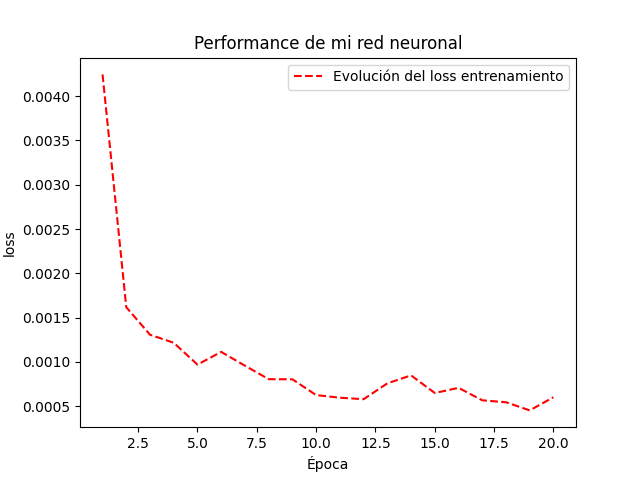 Performance de mi red neuronal
Evolución del loss entrenamiento
0.0040
0.0035
0.0030
0.0025
0.0020
0.0015
0.0010
0.0005
loss
2.5 5.0 7.5 10.0 12.5 15.0 17.5 20.0
Época